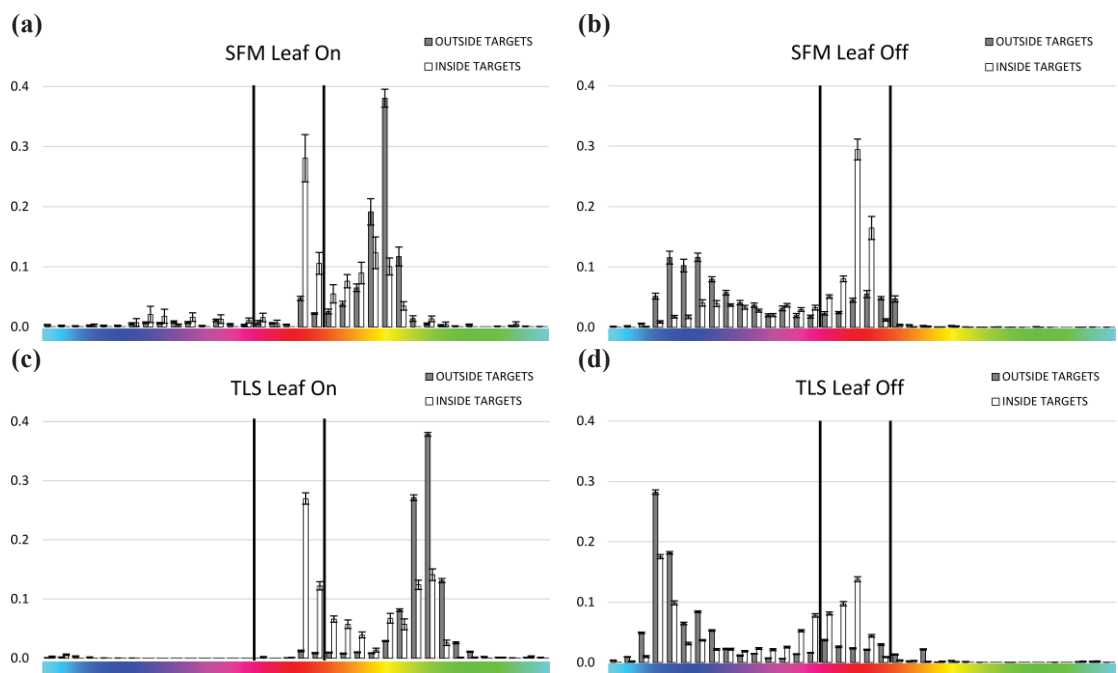 (a)
SFM Leaf On
OUTSIDE TARGETS
INSIDE TARGETS
0.4
0.3
0.2
0.1
0.0
(b)
SFM Leaf Off
OUTSIDE TARGETS
INSIDE TARGETS
0.4
0.3
0.2
0.1
0.0
(c)
TLS Leaf On
OUTSIDE TARGETS
INSIDE TARGETS
0.4
0.3
0.2
0.1
0.0
(d)
TLS Leaf Off
OUTSIDE TARGETS
INSIDE TARGETS
0.4
0.3
0.2
0.1
0.0